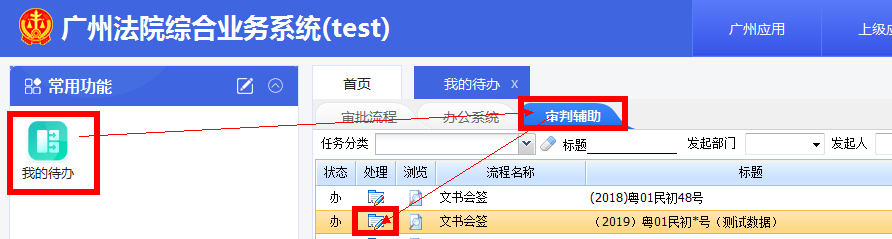 广州法院综合业务系统(test)
广州应用
上级应
常用功能
首页
我的待办 x
审批流程
办公系统
审判辅助
我的待办
任务分类
标题
发起部门
发起人
状态 处理 浏览 流程名称 标题
办 文书会签 (2018)粤01民初48号
办 文书会签 （2019）粤01民初*号（测试数据）